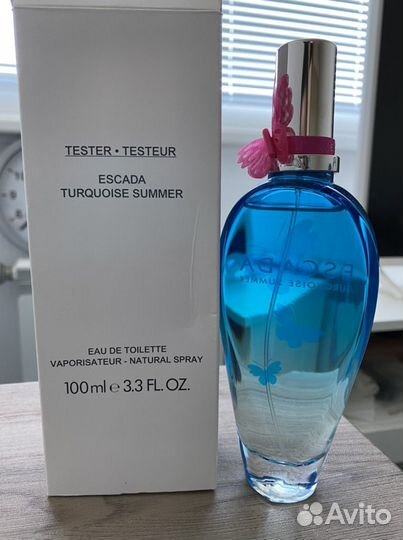 TESTER • TESTEUR
ESCADA
TURQUOISE SUMMER
EAU DE TOILETTE
VAPORISATEUR - NATURAL SPRAY
100ml e 3.3 FL.OZ.
ESCADA
TURQUOISE SUMMER
Avito